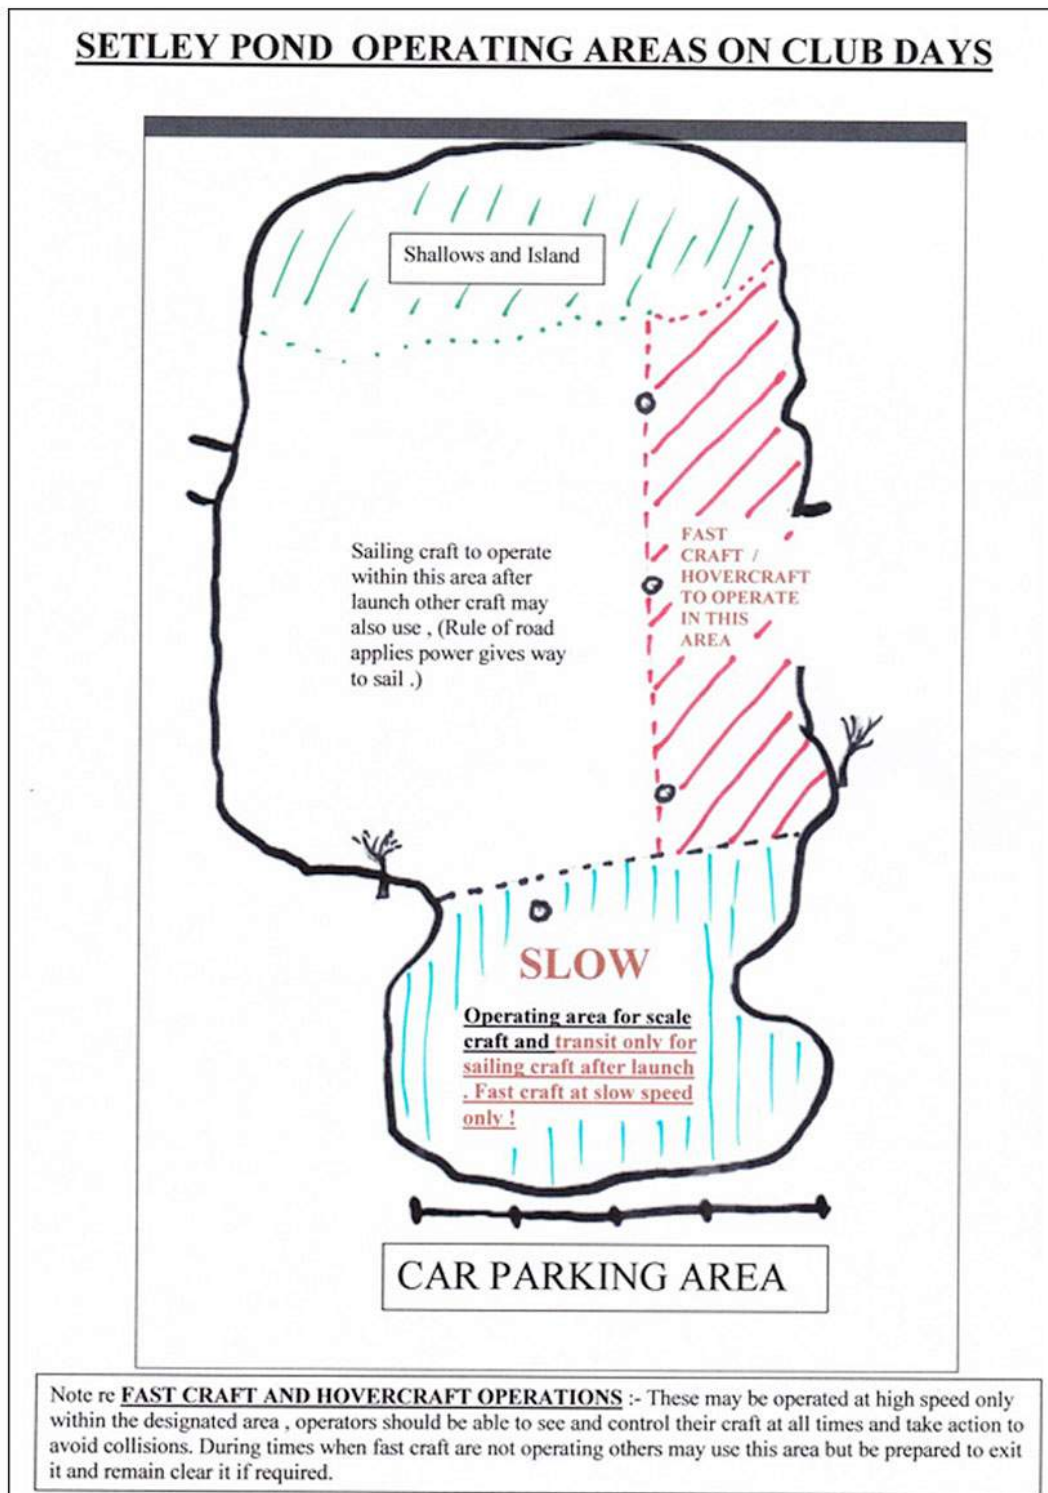 SETLEY POND OPERATING AREAS ON CLUB DAYS
Shallows and Island
FAST
CRAFT /
HOVERCRAFT
TO OPERATE
IN THIS
AREA
Sailing craft to operate
within this area after
launch other craft may
also use , (Rule of road
applies power gives way
to sail .)
SLOW
Operating area for scale
craft and transit only for
sailing craft after launch
. Fast craft at slow speed
only !
CAR PARKING AREA
Note re FAST CRAFT AND HOVERCRAFT OPERATIONS :- These may be operated at high speed only
within the designated area , operators should be able to see and control their craft at all times and take action to
avoid collisions. During times when fast craft are not operating others may use this area but be prepared to exit
it and remain clear it if required.